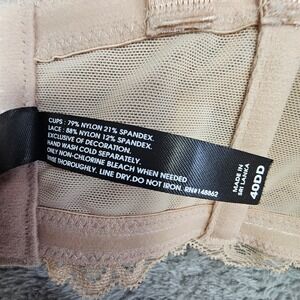 CUPS : 79% NYLON 21% SPANDEX.
LACE : 88% NYLON 12% SPANDEX.
EXCLUSIVE OF DECORATION.
HAND WASH COLD SEPARATELY.
ONLY NON-CHLORINE BLEACH WHEN NEEDED
THOROUGHLY. LINE DRY.DO NOT IRON. RN#148862
MADE IN
SRI LANKA
40DD